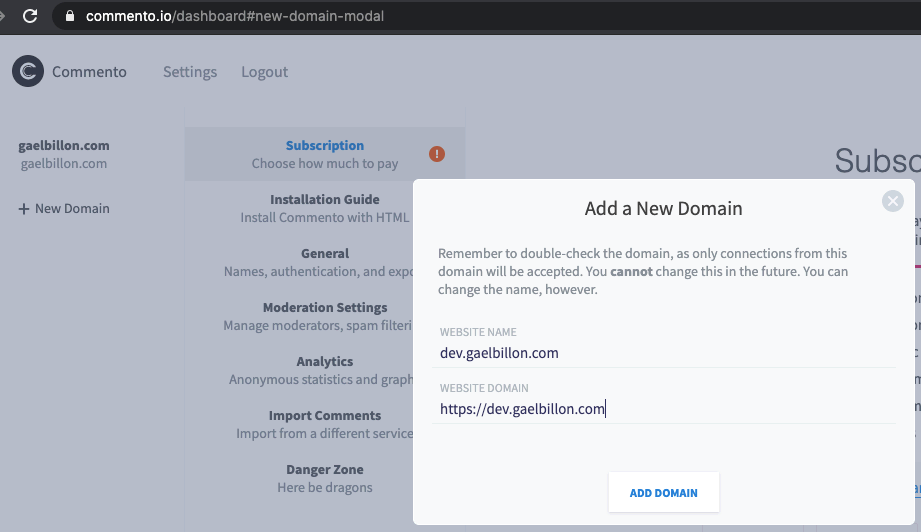 commento.io/dashboard#new-domain-modal
Commento
Settings
Logout
gaelbillon.com
gaelbillon.com
+ New Domain
Subscription
Choose how much to pay
Installation Guide
Install Commento with HTML
General
Names, authentication, and expo
Moderation Settings
Manage moderators, spam filteri
Analytics
Anonymous statistics and graph
Import Comments
Import from a different service
Danger Zone
Here be dragons
Subsc
Add a New Domain
Remember to double-check the domain, as only connections from this
domain will be accepted. You cannot change this in the future. You can
change the name, however.
WEBSITE NAME
dev.gaelbillon.com
WEBSITE DOMAIN
https://dev.gaelbillon.com
ADD DOMAIN